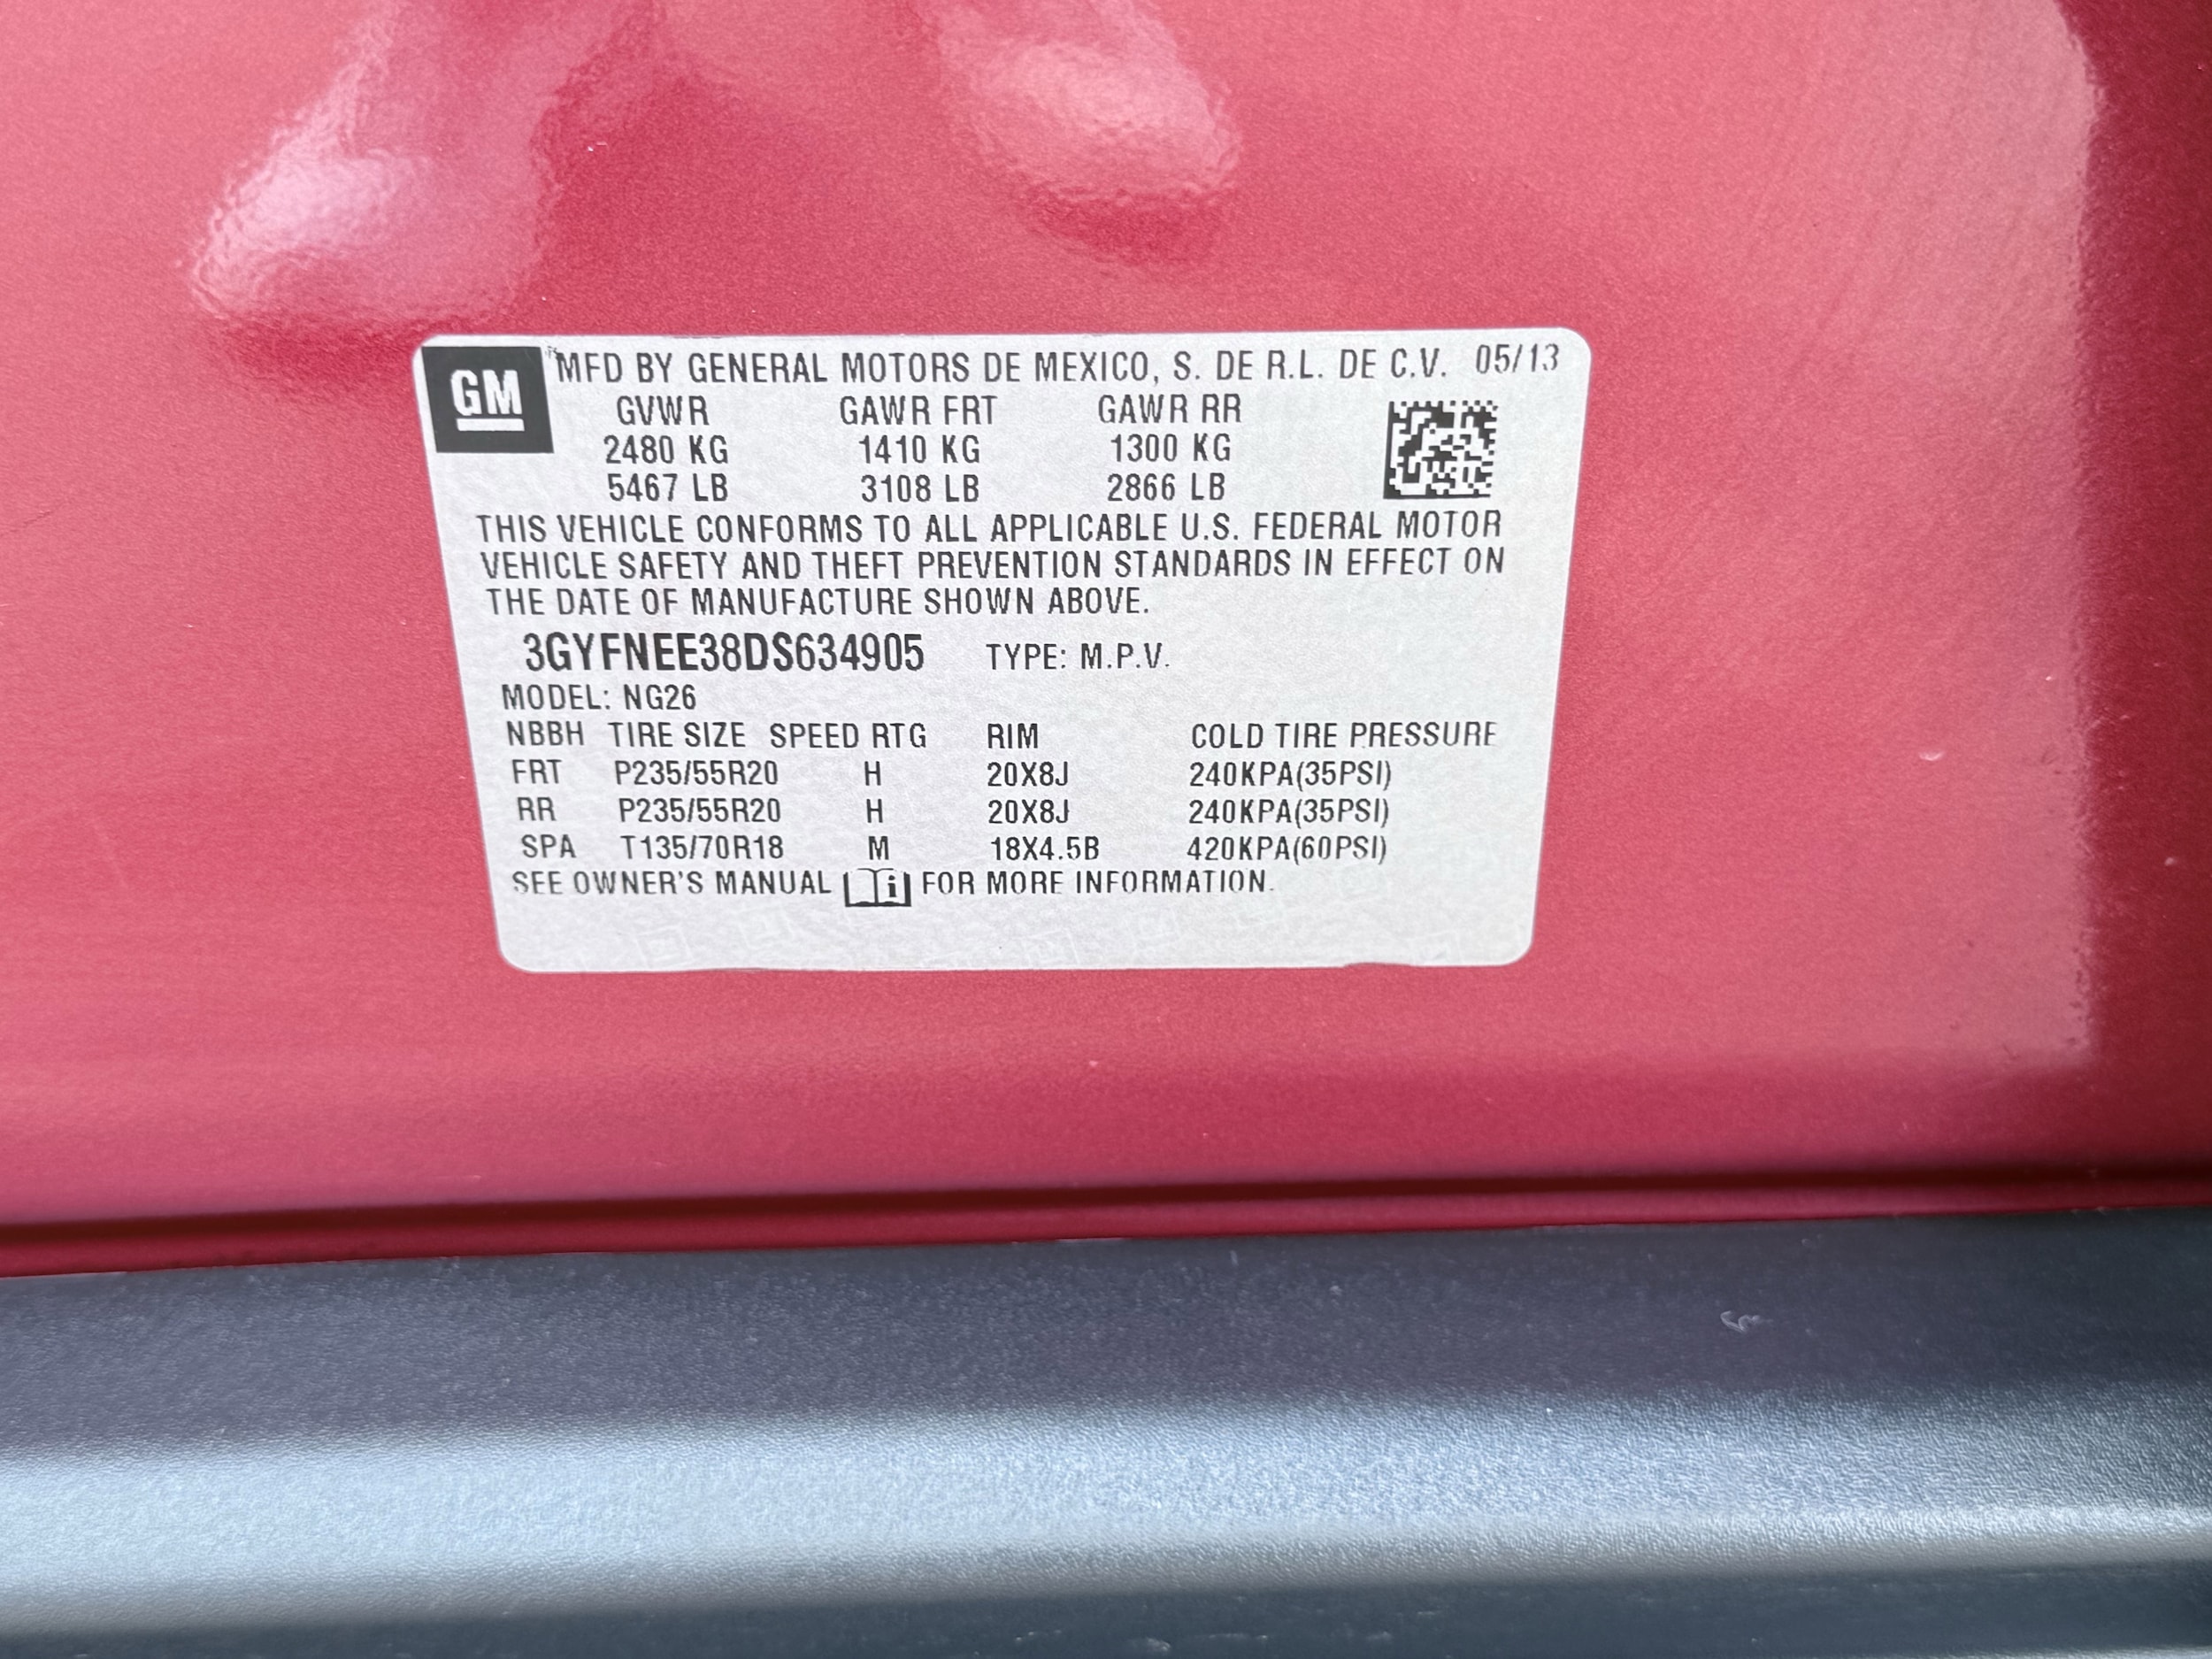 GM
MFD BY GENERAL MOTORS DE MEXICO, S. DE R.L. DE C.V. 05/13
GVWR GAWR FRT GAWR RR
2480 KG 1410 KG 1300 KG
5467 LB 3108 LB 2866 LB
THIS VEHICLE CONFORMS TO ALL APPLICABLE U.S. FEDERAL MOTOR
VEHICLE SAFETY AND THEFT PREVENTION STANDARDS IN EFFECT ON
THE DATE OF MANUFACTURE SHOWN ABOVE.
3GYFNEE38DS634905 TYPE: M.P.V.
MODEL: NG26
NBBH TIRE SIZE SPEED RTG RIM COLD TIRE PRESSURE
FRT P235/55R20 H 20X8J 240KPA(35PSI)
RR P235/55R20 H 20X8J 240KPA(35PSI)
SPA T135/70R18 M 18X4.5B 420KPA(60PSI)
SEE OWNER'S MANUAL i FOR MORE INFORMATION.